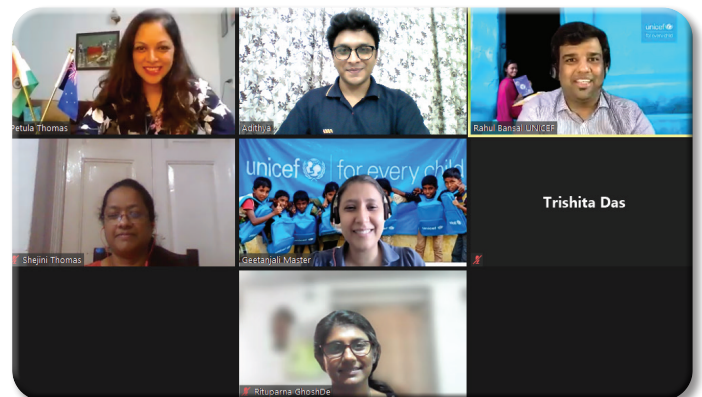 unicef
Petula Thomas
Adithya
Rahul Bansal UNICEF
unicef for every child
Shejini Thomas
Geetanjali Master
Trishita Das
Rituparna GhoshDe